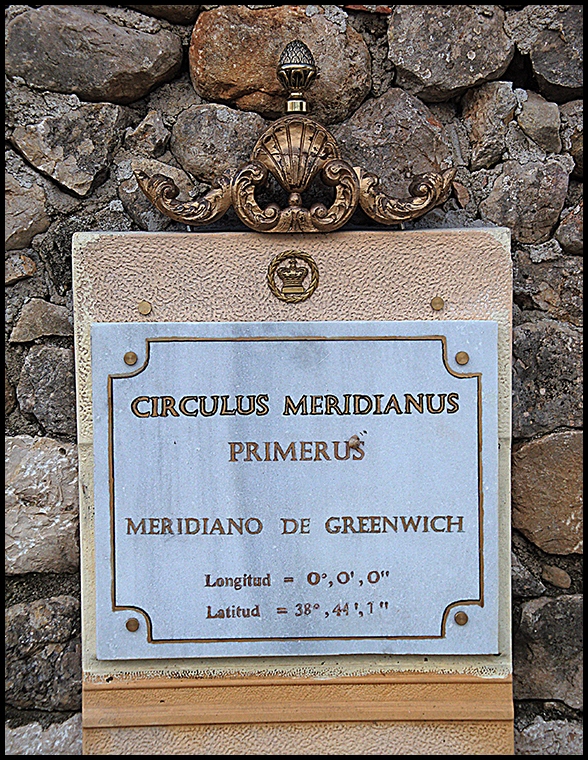 CIRCULUS MERIDIANUS
PRIMERUS
MERIDIANO DE GREENWICH
Longitud = 0°, 0', 0"
Latitud = 38°, 44', 1"